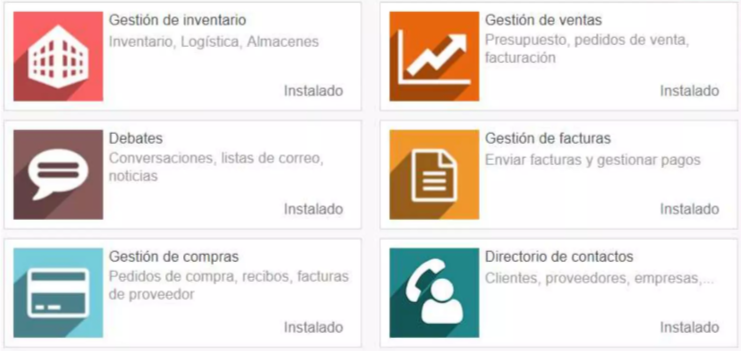 Gestión de inventario
Inventario, Logística, Almacenes
Instalado
Gestión de ventas
Presupuesto, pedidos de venta,
facturación
Instalado
Debates
Conversaciones, listas de correo,
noticias
Instalado
Gestión de facturas
Enviar facturas y gestionar pagos
Instalado
Gestión de compras
Pedidos de compra, recibos, facturas
de proveedor
Instalado
Directorio de contactos
Clientes, proveedores, empresas,...
Instalado